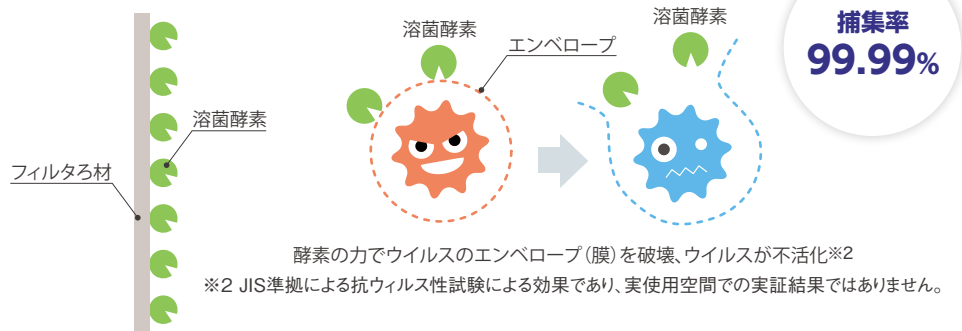 溶菌酵素
フィルタろ材
溶菌酵素
エンベロープ
溶菌酵素
捕集率
99.99%
酵素の力でウイルスのエンベロープ（膜）を破壊、ウイルスが不活化※2
※2 JIS準拠による抗ウィルス性試験による効果であり、実使用空間での実証結果ではありません。